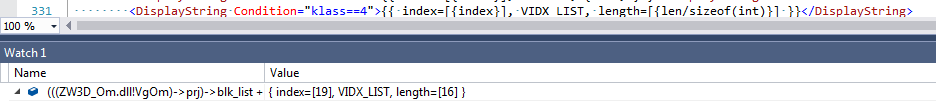 331 <DisplayString Condition="klass==4">{{ index=[{index}], VIDX_LIST, length=[{len/sizeof(int)}] }}</DisplayString>
100 %
Watch 1
Name Value
(((ZW3D_Om.dll!VgOm)->prj)->blk_list + { index=[19], VIDX_LIST, length=[16] }